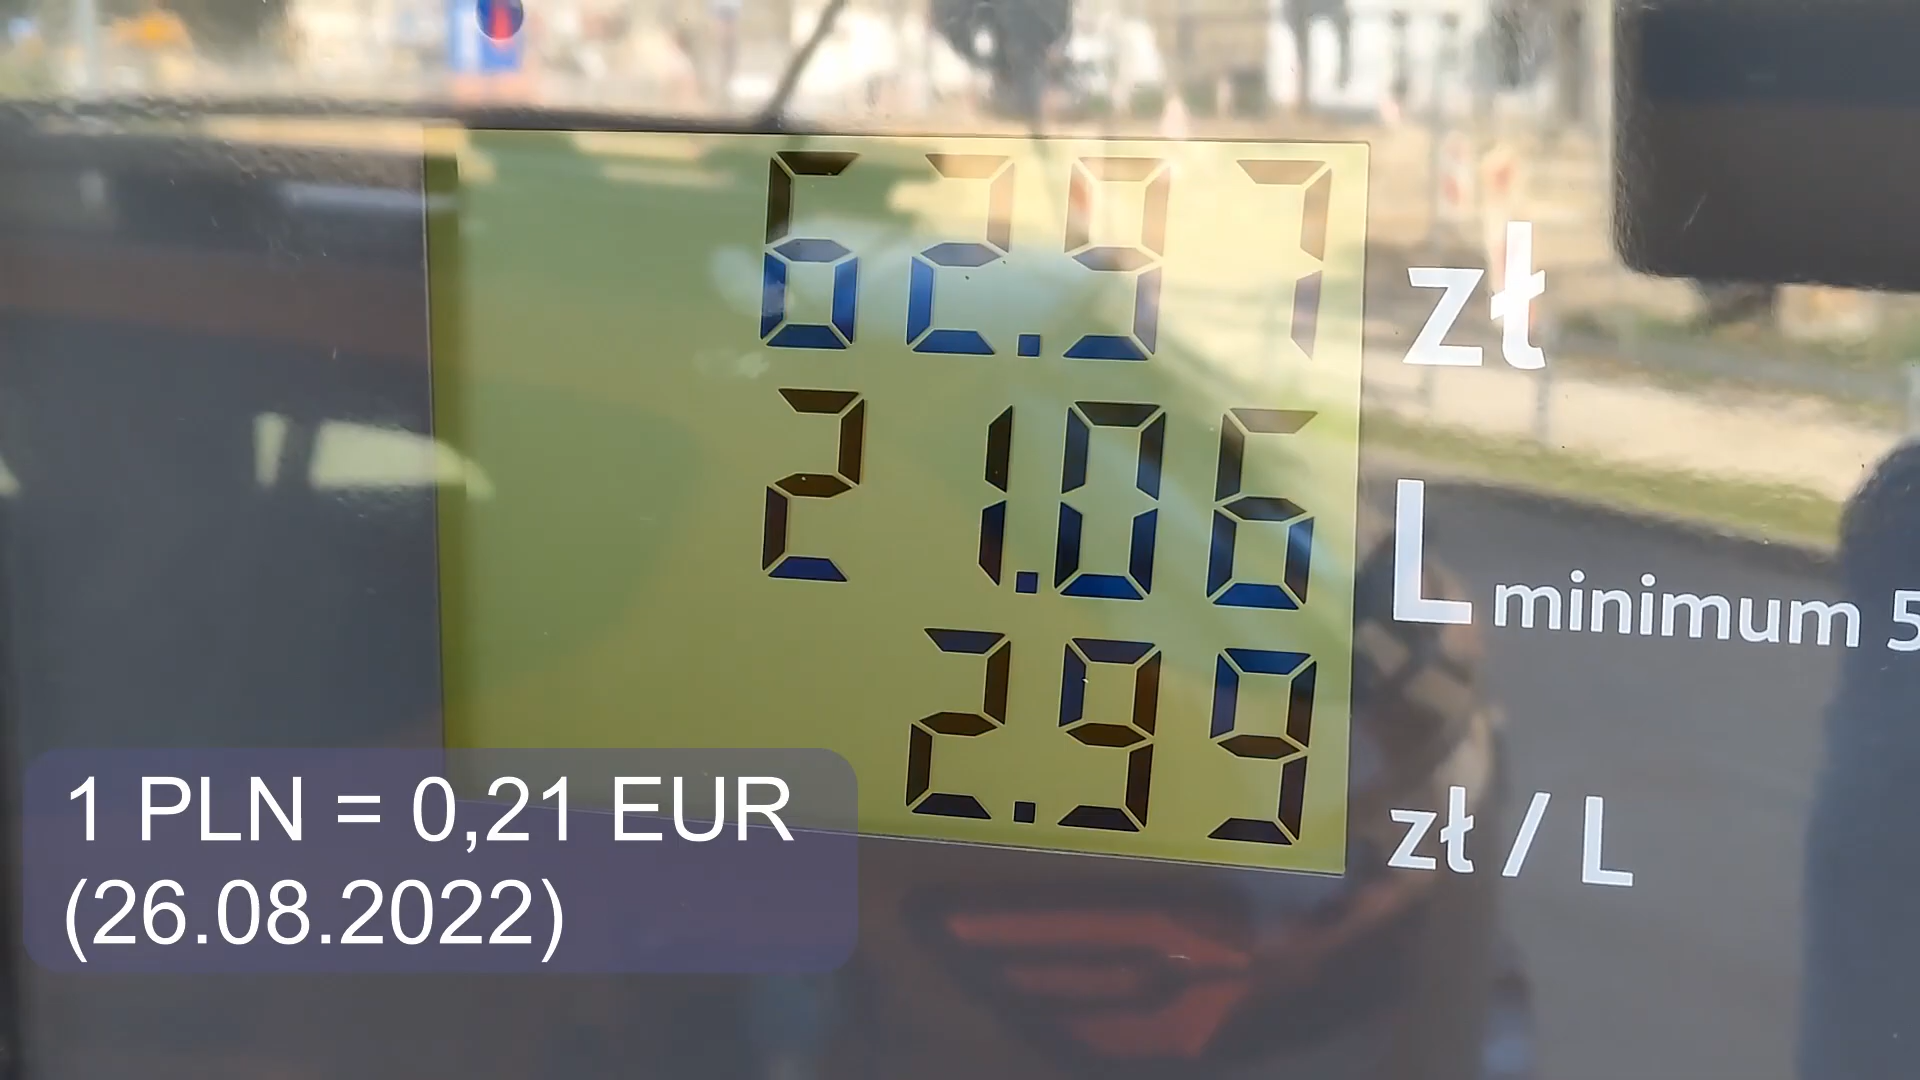 62.97 zł
21.06 L minimum 5
2.99 zł / L
1 PLN = 0,21 EUR
(26.08.2022)